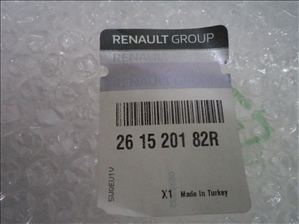 RENAULT GROUP
26 15 201 82R
X1 Made in Turkey